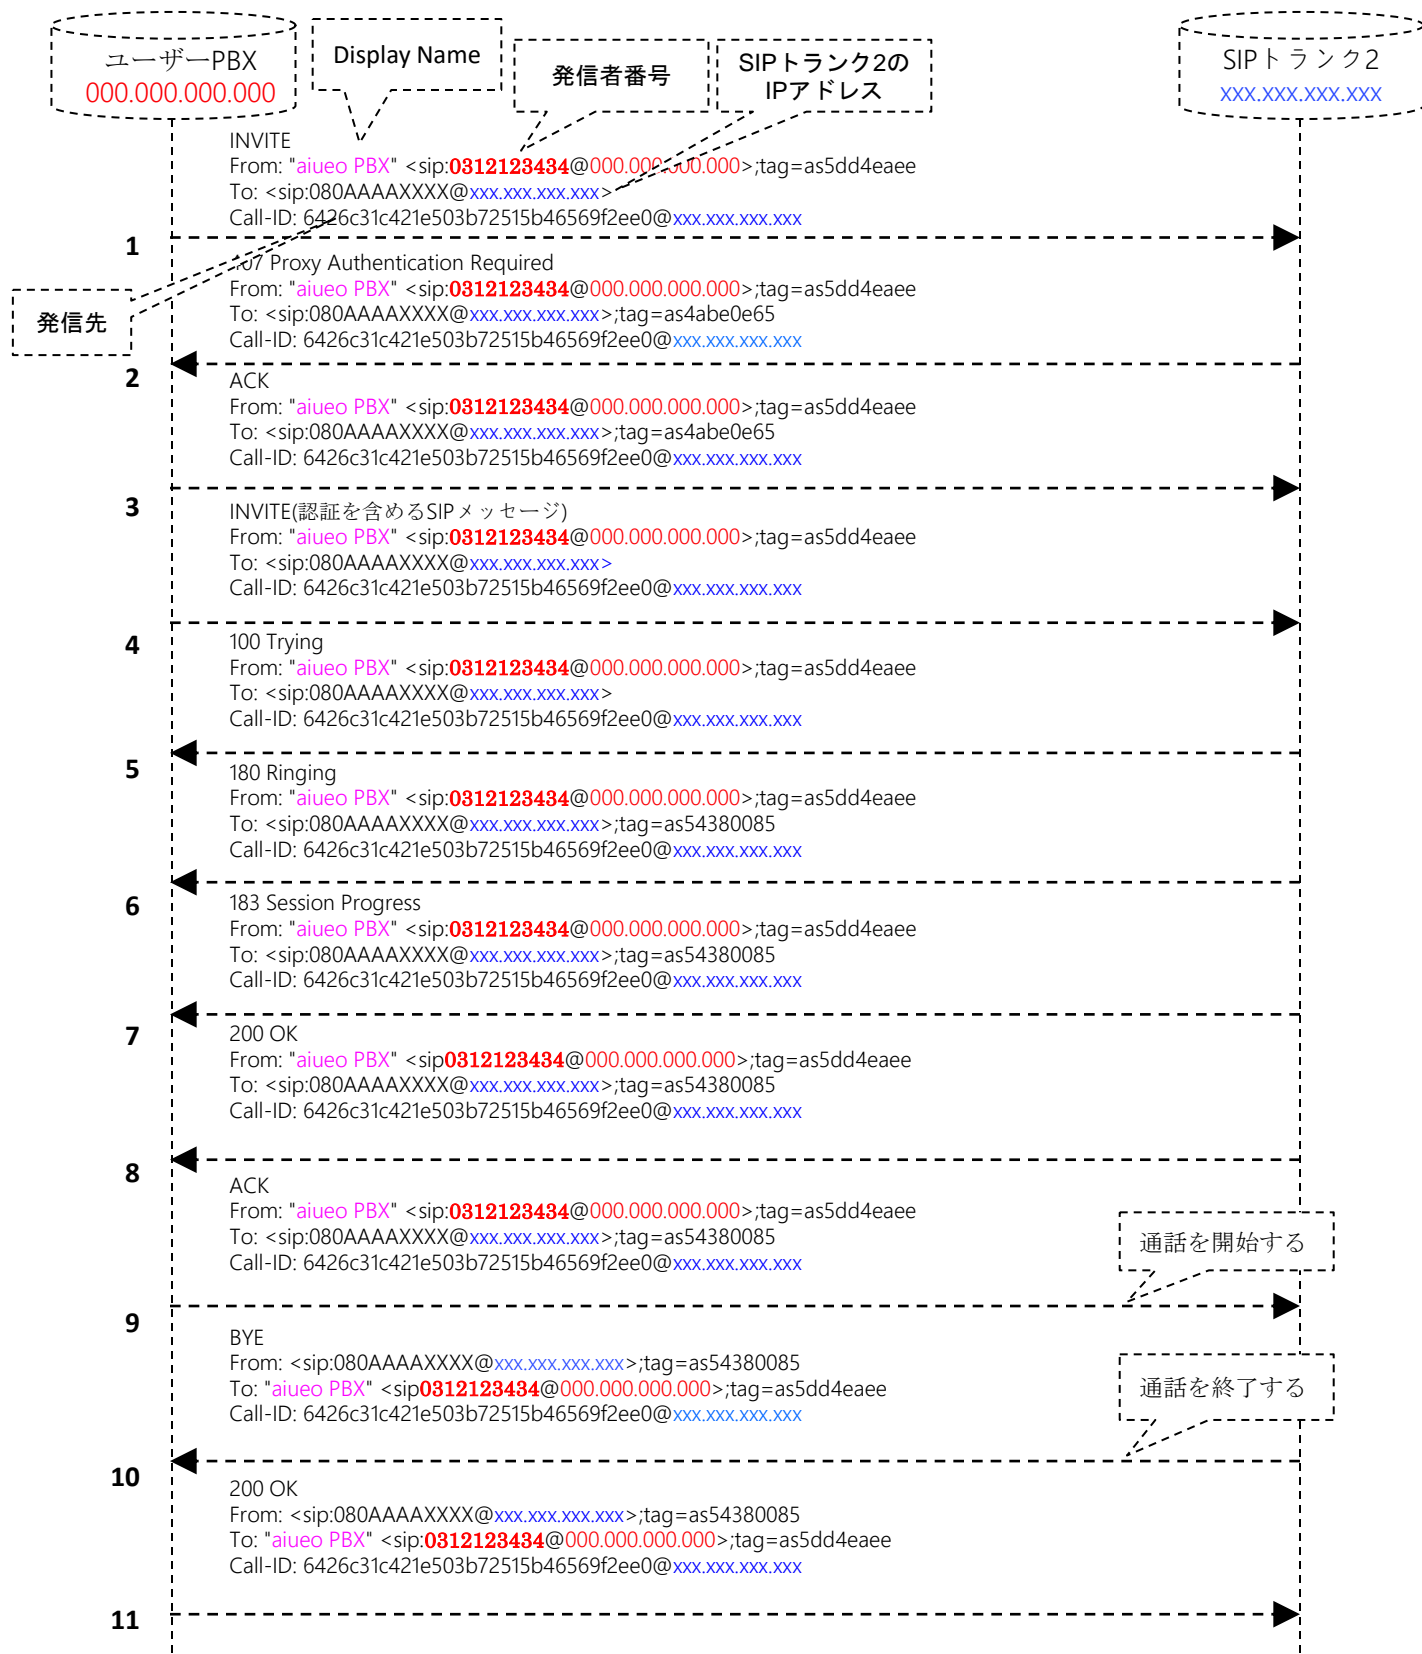 ユーザーPBX
000.000.000.000
Display Name
発信者番号
SIPトランク2の
IPアドレス
SIPトランク2
xxx.xxx.xxx.xxx
INVITE
From: "aiueo PBX" <sip:0312123434@000.000.000.000>;tag=as5dd4eaee
To: <sip:080AAAAXXXX@xxx.xxx.xxx.xxx>
Call-ID: 6426c31c421e503b72515b46569f2ee0@xxx.xxx.xxx.xxx
1
407 Proxy Authentication Required
From: "aiueo PBX" <sip:0312123434@000.000.000.000>;tag=as5dd4eaee
To: <sip:080AAAAXXXX@xxx.xxx.xxx.xxx>;tag=as4abe0e65
Call-ID: 6426c31c421e503b72515b46569f2ee0@xxx.xxx.xxx.xxx
発信先
2
ACK
From: "aiueo PBX" <sip:0312123434@000.000.000.000>;tag=as5dd4eaee
To: <sip:080AAAAXXXX@xxx.xxx.xxx.xxx>;tag=as4abe0e65
Call-ID: 6426c31c421e503b72515b46569f2ee0@xxx.xxx.xxx.xxx
3
INVITE(認証を含めるSIPメッセージ)
From: "aiueo PBX" <sip:0312123434@000.000.000.000>;tag=as5dd4eaee
To: <sip:080AAAAXXXX@xxx.xxx.xxx.xxx>
Call-ID: 6426c31c421e503b72515b46569f2ee0@xxx.xxx.xxx.xxx
4
100 Trying
From: "aiueo PBX" <sip:0312123434@000.000.000.000>;tag=as5dd4eaee
To: <sip:080AAAAXXXX@xxx.xxx.xxx.xxx>
Call-ID: 6426c31c421e503b72515b46569f2ee0@xxx.xxx.xxx.xxx
5
180 Ringing
From: "aiueo PBX" <sip:0312123434@000.000.000.000>;tag=as5dd4eaee
To: <sip:080AAAAXXXX@xxx.xxx.xxx.xxx>;tag=as54380085
Call-ID: 6426c31c421e503b72515b46569f2ee0@xxx.xxx.xxx.xxx
6
183 Session Progress
From: "aiueo PBX" <sip:0312123434@000.000.000.000>;tag=as5dd4eaee
To: <sip:080AAAAXXXX@xxx.xxx.xxx.xxx>;tag=as54380085
Call-ID: 6426c31c421e503b72515b46569f2ee0@xxx.xxx.xxx.xxx
7
200 OK
From: "aiueo PBX" <sip0312123434@000.000.000.000>;tag=as5dd4eaee
To: <sip:080AAAAXXXX@xxx.xxx.xxx.xxx>;tag=as54380085
Call-ID: 6426c31c421e503b72515b46569f2ee0@xxx.xxx.xxx.xxx
8
ACK
From: "aiueo PBX" <sip:0312123434@000.000.000.000>;tag=as5dd4eaee
To: <sip:080AAAAXXXX@xxx.xxx.xxx.xxx>;tag=as54380085
Call-ID: 6426c31c421e503b72515b46569f2ee0@xxx.xxx.xxx.xxx
通話を開始する
9
BYE
From: <sip:080AAAAXXXX@xxx.xxx.xxx.xxx>;tag=as54380085
To: "aiueo PBX" <sip0312123434@000.000.000.000>;tag=as5dd4eaee
Call-ID: 6426c31c421e503b72515b46569f2ee0@xxx.xxx.xxx.xxx
通話を終了する
10
200 OK
From: <sip:080AAAAXXXX@xxx.xxx.xxx.xxx>;tag=as54380085
To: "aiueo PBX" <sip:0312123434@000.000.000.000>;tag=as5dd4eaee
Call-ID: 6426c31c421e503b72515b46569f2ee0@xxx.xxx.xxx.xxx
11